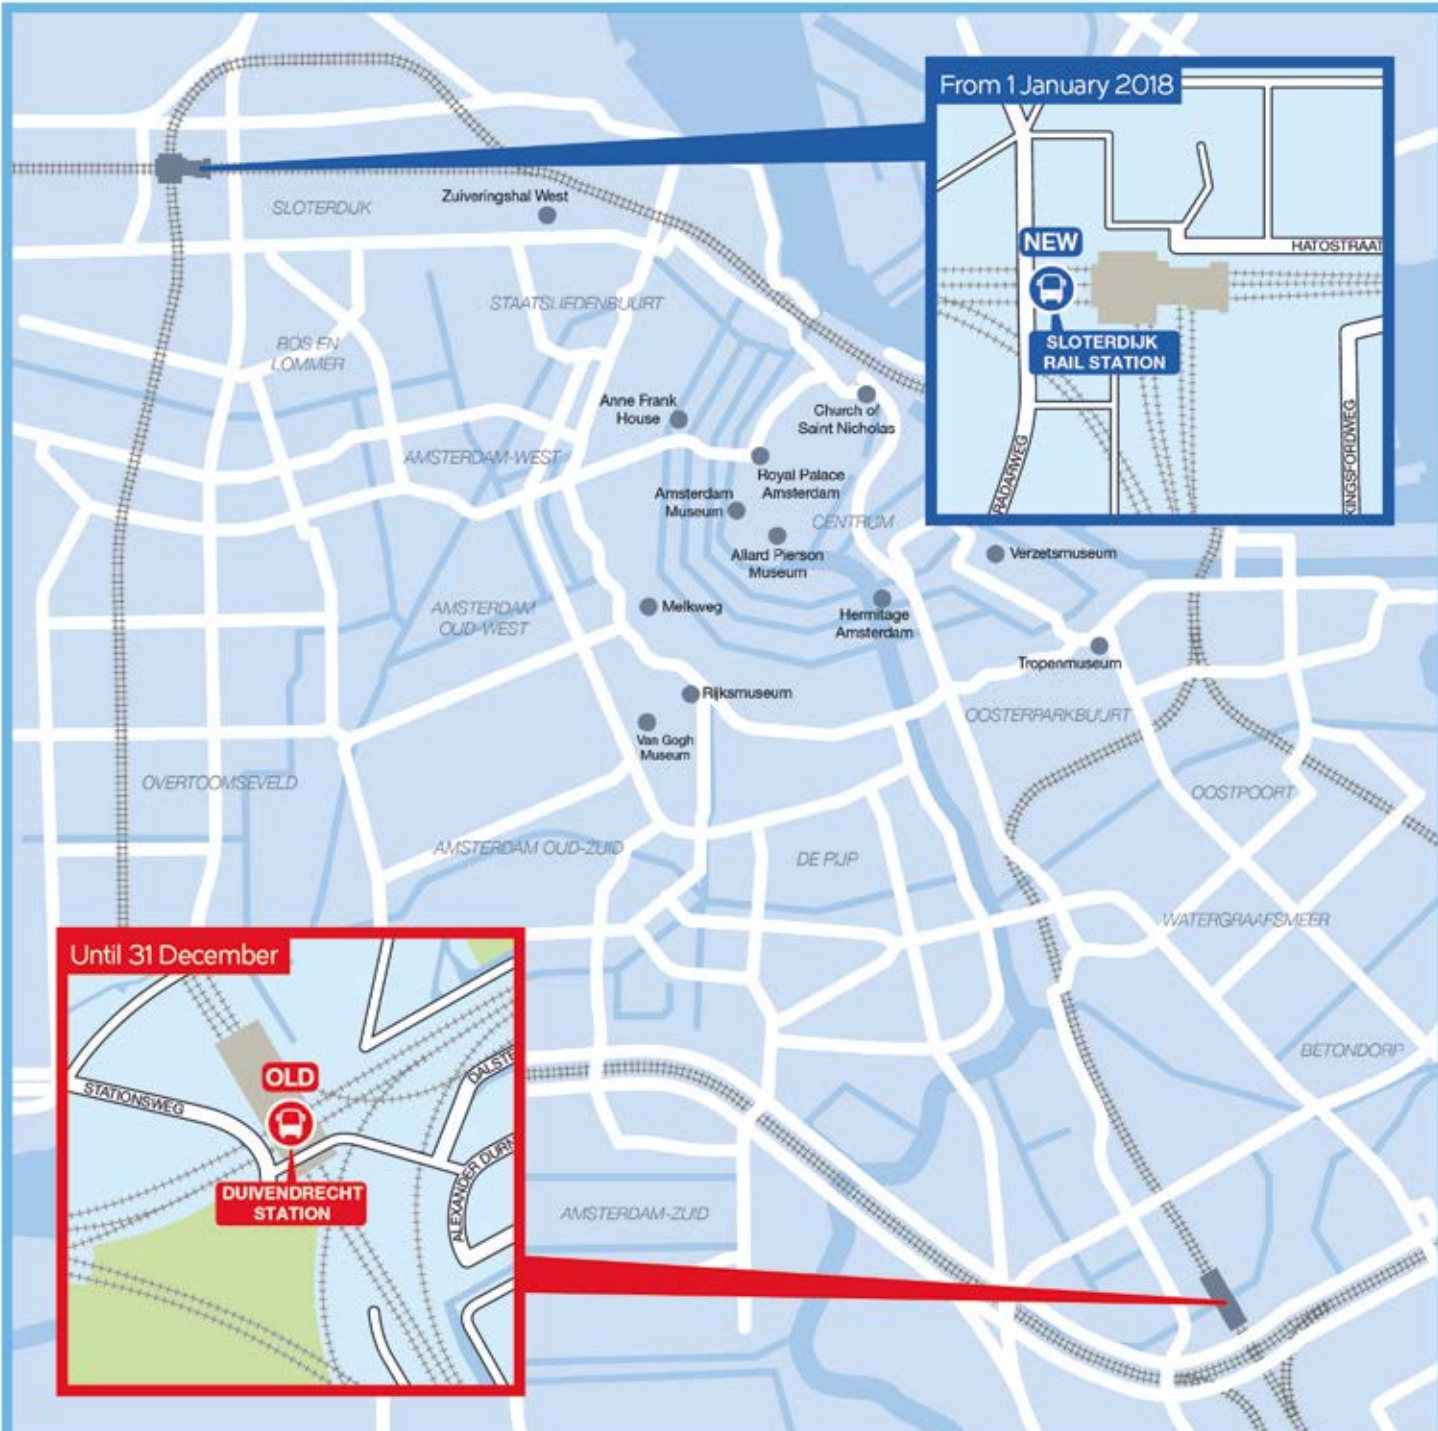 From 1 January 2018
Zuiveringshal West
SLOTERDIJK
NEW
HATOSTRAAT
STAATSLIEDENBUURT
SLOTERDIJK
RAIL STATION
BOS EN
LOMMER
Anne Frank
House
Church of
Saint Nicholas
KINGSFORDWEG
RADARWEG
AMSTERDAM-WEST
Royal Palace
Amsterdam
Amsterdam
Museum
CENTRUM
Allard Pierson
Museum
Verzetsmuseum
AMSTERDAM
OUD-WEST
Melkweg
Hermitage
Amsterdam
Tropenmuseum
Rijksmuseum
OOSTERPARKBUURT
Van Gogh
Museum
OVERTOOMSEVELD
OOSTPOORT
AMSTERDAM OUD-ZUID
DE PIJP
WATERGRAAFSMEER
Until 31 December
BETONDORP
OLD
DALSTE
STATIONSWEG
ALEXANDER DURN
DUIVENDRECHT
STATION
AMSTERDAM-ZUID